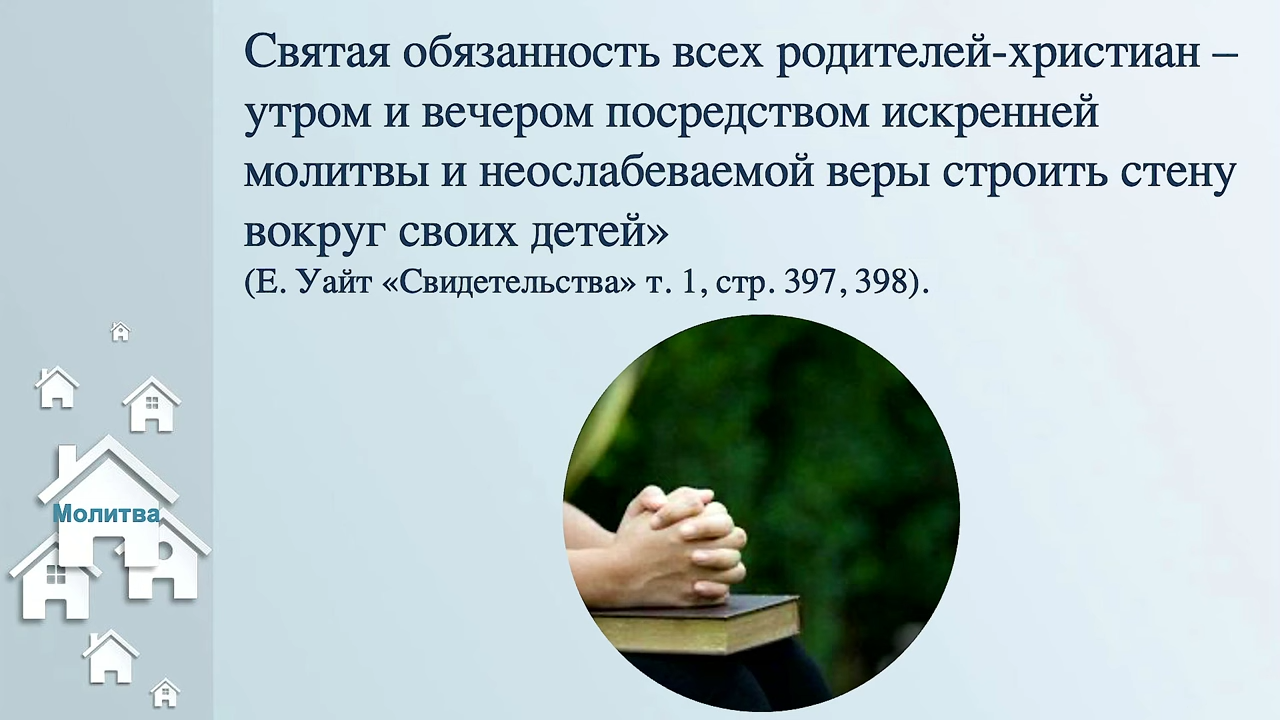 Святая обязанность всех родителей-христиан –
утром и вечером посредством искренней
молитвы и неослабеваемой веры строить стену
вокруг своих детей»
(Е. Уайт «Свидетельства» т. 1, стр. 397, 398).
Молитва